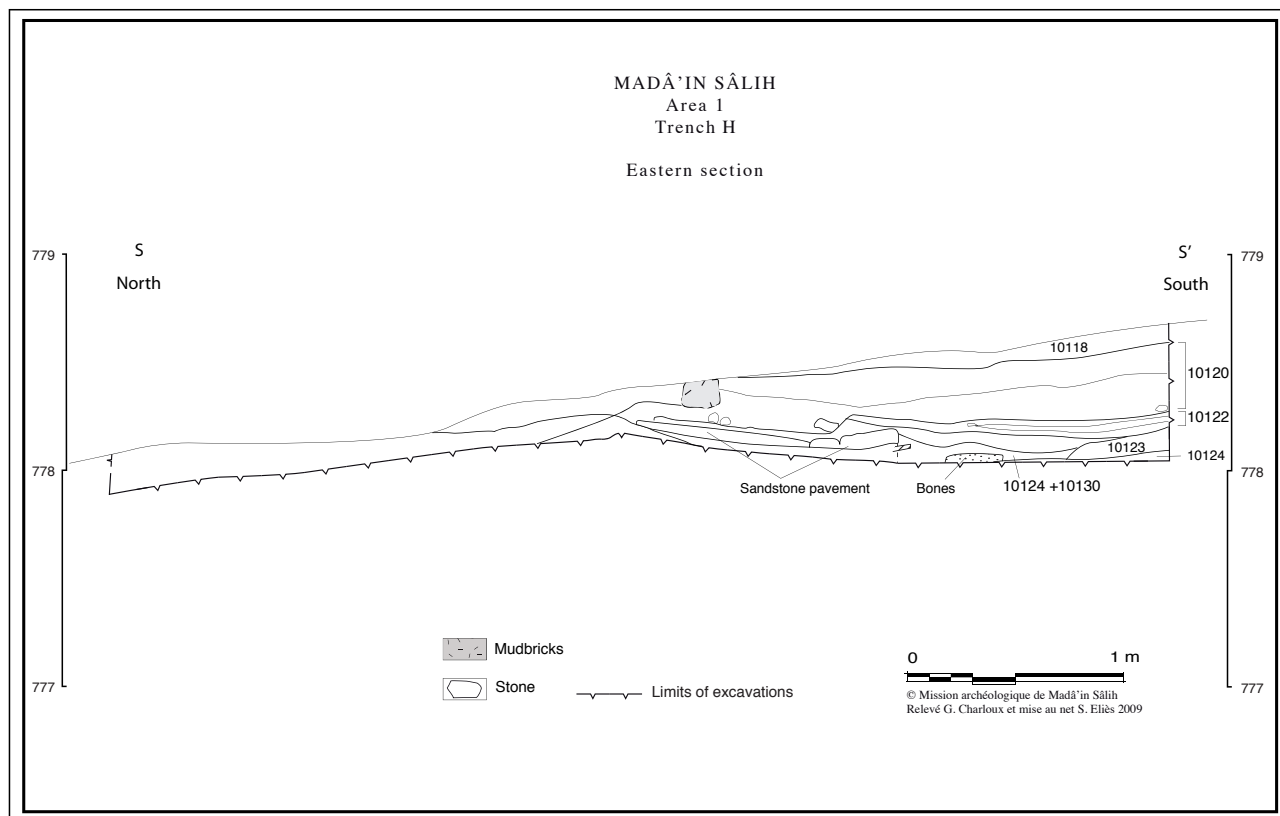 MADÂ'IN SÂLIH
Area 1
Trench H
Eastern section
S
North
S'
South
779
779
10118
10120
10122
10123
10124
778
778
Sandstone pavement
Bones
10124 +10130
Mudbricks
Stone
Limits of excavations
0 1 m
© Mission archéologique de Madâ'in Sâlih
Relevé G. Charloux et mise au net S. Eliès 2009
777
777